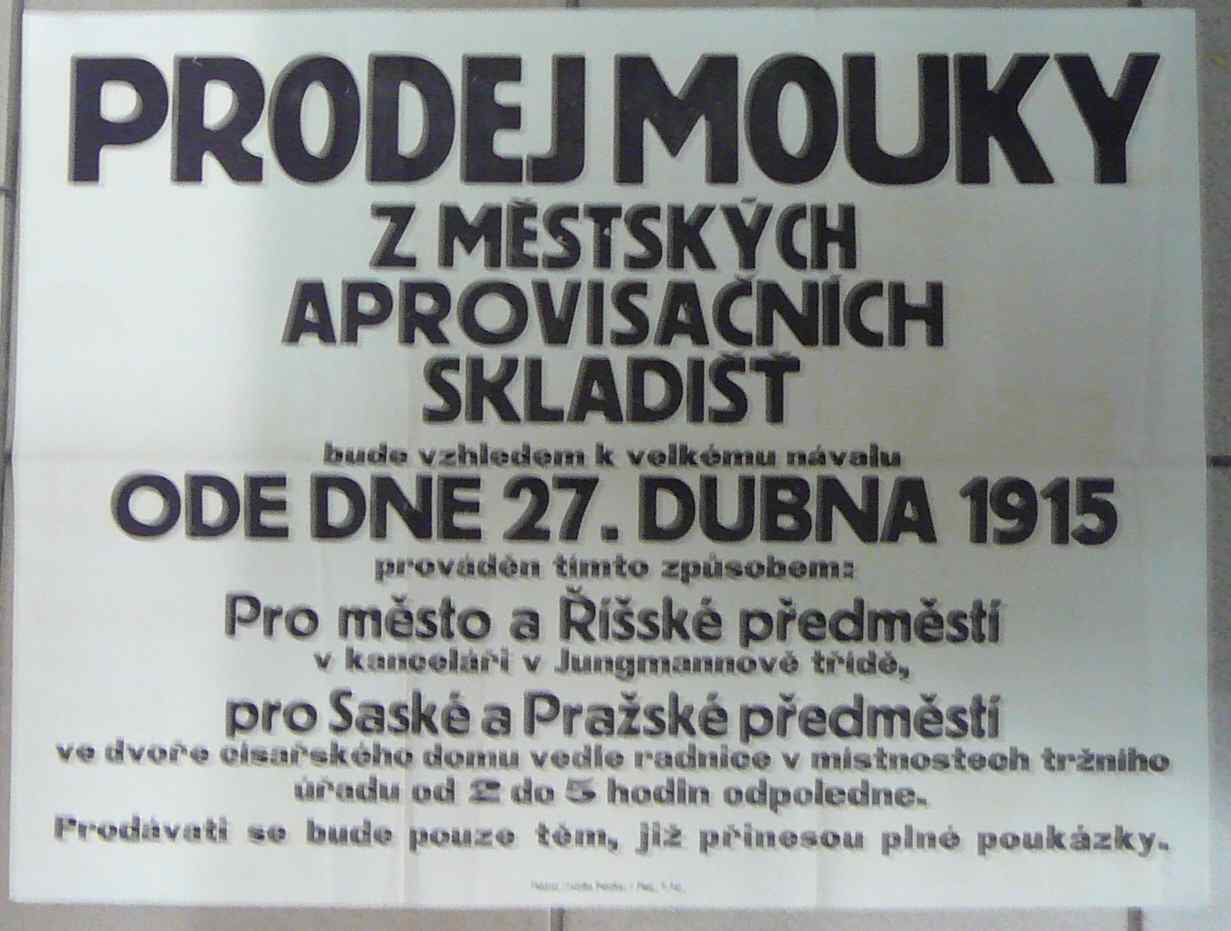 PRODEJ MOUKY
Z MĚSTSKÝCH
APROVISAČNÍCH
SKLADIŠŤ
bude vzhledem k velkému návalu
ODE DNE 27. DUBNA 1915
prováděn tímto způsobem:
Pro město a Říšské předměstí
v kanceláři v Jungmannově třídě,
pro Saské a Pražské předměstí
ve dvoře císařského domu vedle radnice v místnostech tržního
úřadu od 2 do 5 hodin odpoledne.
Prodávati se bude pouze těm, již přinesou plné poukázky.